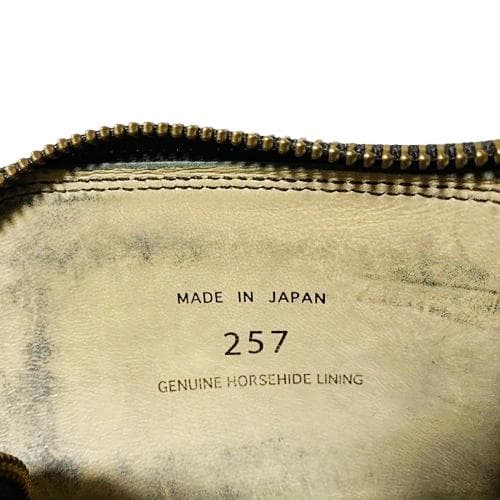 MADE IN JAPAN
257
GENUINE HORSEHIDE LINING